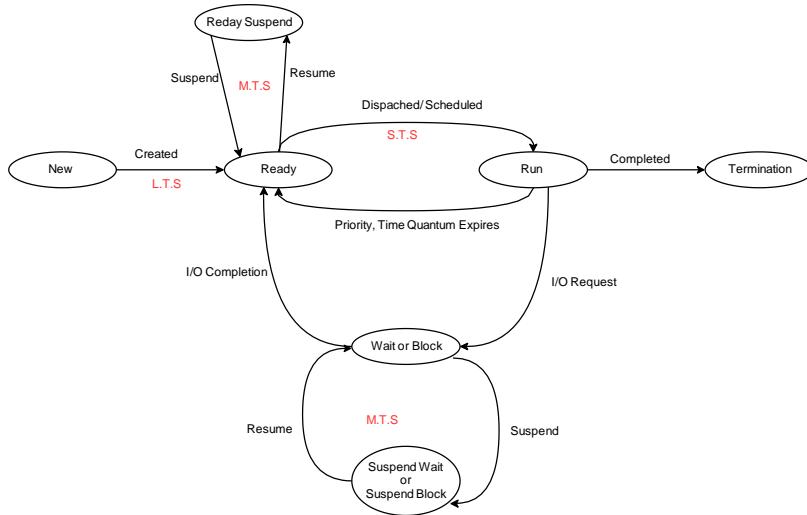 Reday Suspend
Suspend
M.T.S
Resume
Dispached/ Scheduled
S.T.S
Created
New
Ready
Run
Completed
Termination
L.T.S
Priority, Time Quantum Expires
I/O Completion
I/O Request
Wait or Block
M.T.S
Resume
Suspend
Suspend Wait
or
Suspend Block